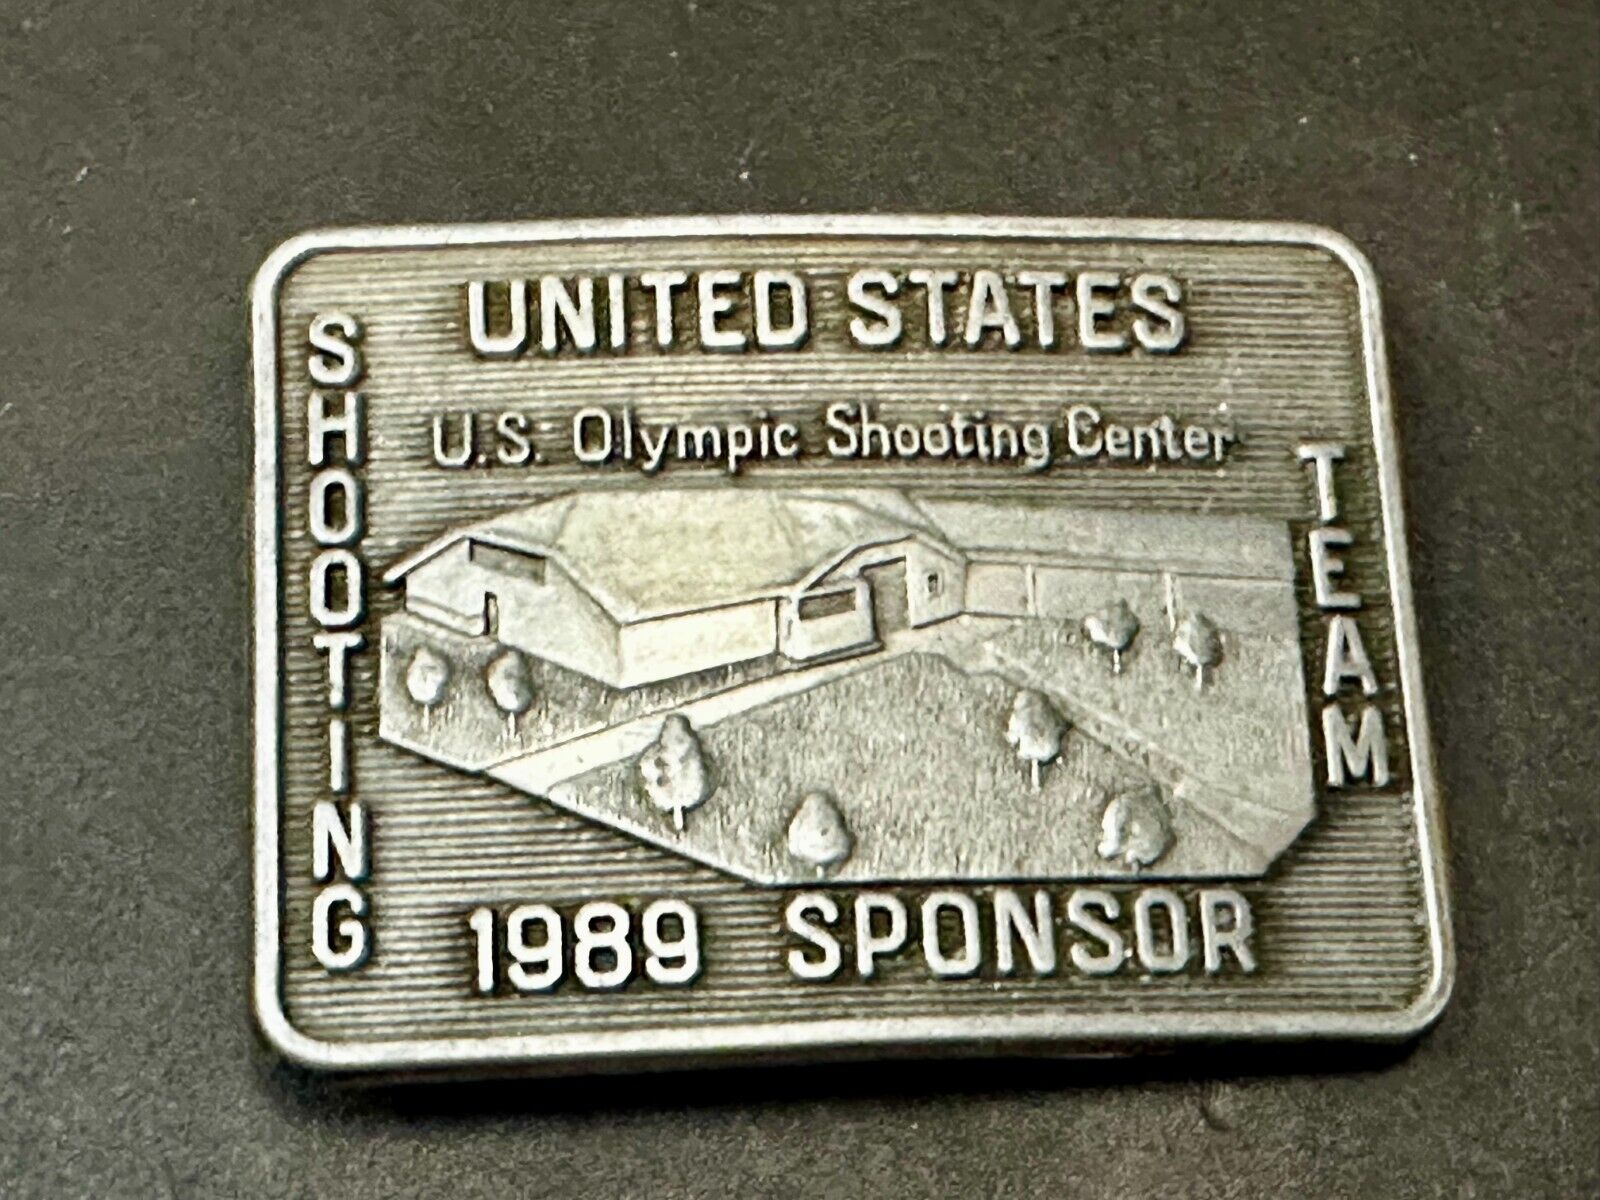 UNITED STATES
SHOOTING
TEAM
U.S. Olympic Shooting Center
1989 SPONSOR